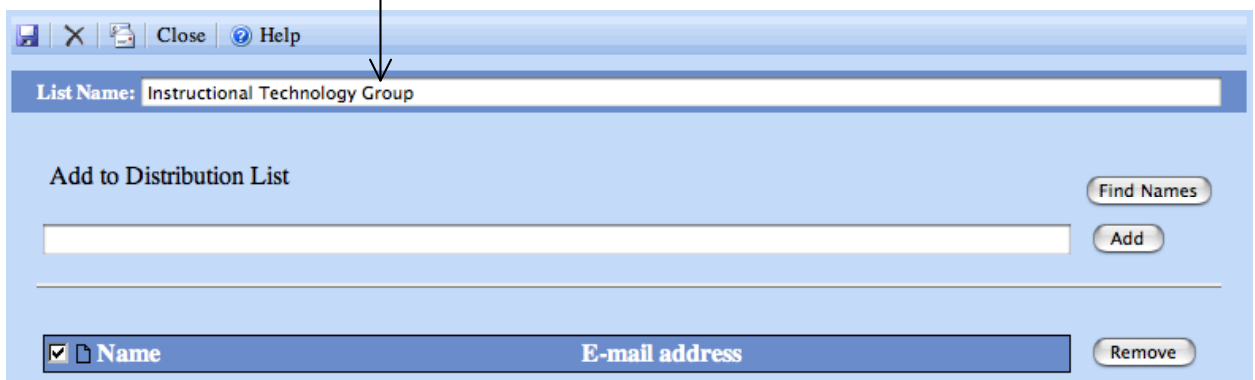 Close Help
List Name: Instructional Technology Group
Add to Distribution List
Find Names
Add
Name E-mail address Remove